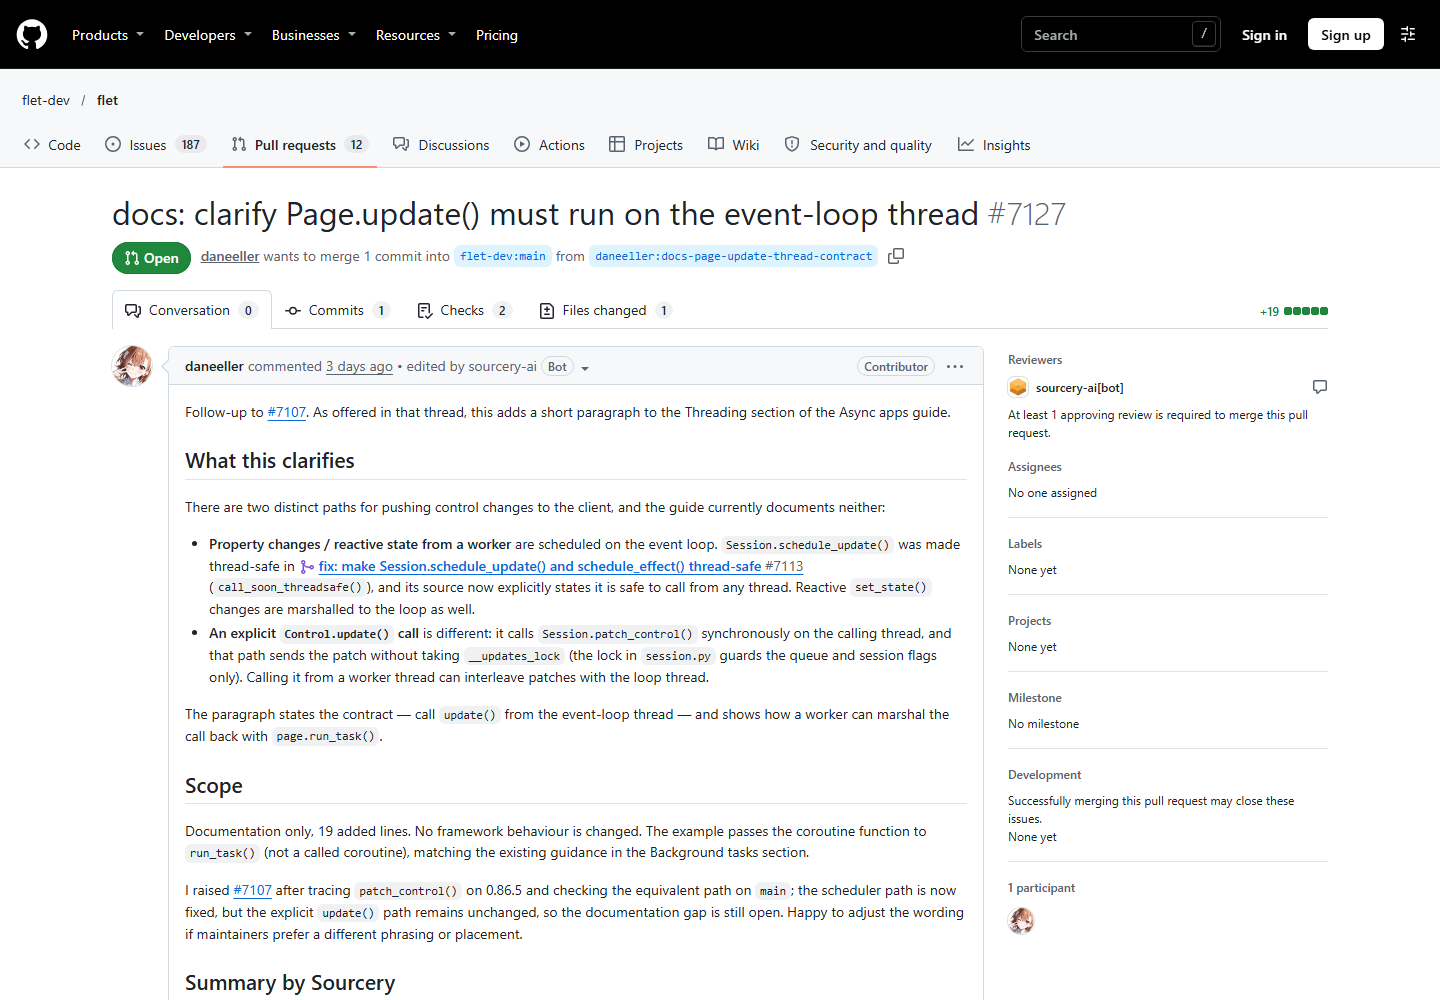 Products Developers Businesses Resources Pricing Search / Sign in Sign up
flet-dev / flet
Code Issues 187 Pull requests 12 Discussions Actions Projects Wiki Security and quality Insights
docs: clarify Page.update() must run on the event-loop thread #7127
Open daneeller wants to merge 1 commit into flet-dev:main from daneeller:docs-page-update-thread-contract
Conversation 0 Commits 1 Checks 2 Files changed 1 +19
daneeller commented 3 days ago • edited by sourcery-ai Bot Contributor
Follow-up to #7107. As offered in that thread, this adds a short paragraph to the Threading section of the Async apps guide.
What this clarifies
There are two distinct paths for pushing control changes to the client, and the guide currently documents neither:
• Property changes / reactive state from a worker are scheduled on the event loop. Session.schedule_update() was made
thread-safe in fix: make Session.schedule_update() and schedule_effect() thread-safe #7113
( call_soon_threadsafe() ), and its source now explicitly states it is safe to call from any thread. Reactive set_state()
changes are marshalled to the loop as well.
• An explicit Control.update() call is different: it calls Session.patch_control() synchronously on the calling thread, and
that path sends the patch without taking __updates_lock (the lock in session.py guards the queue and session flags
only). Calling it from a worker thread can interleave patches with the loop thread.
The paragraph states the contract — call update() from the event-loop thread — and shows how a worker can marshal the
call back with page.run_task() .
Scope
Documentation only, 19 added lines. No framework behaviour is changed. The example passes the coroutine function to
run_task() (not a called coroutine), matching the existing guidance in the Background tasks section.
I raised #7107 after tracing patch_control() on 0.86.5 and checking the equivalent path on main ; the scheduler path is now
fixed, but the explicit update() path remains unchanged, so the documentation gap is still open. Happy to adjust the wording
if maintainers prefer a different phrasing or placement.
Summary by Sourcery
Reviewers
sourcery-ai[bot]
At least 1 approving review is required to merge this pull
request.
Assignees
No one assigned
Labels
None yet
Projects
None yet
Milestone
No milestone
Development
Successfully merging this pull request may close these
issues.
None yet
1 participant